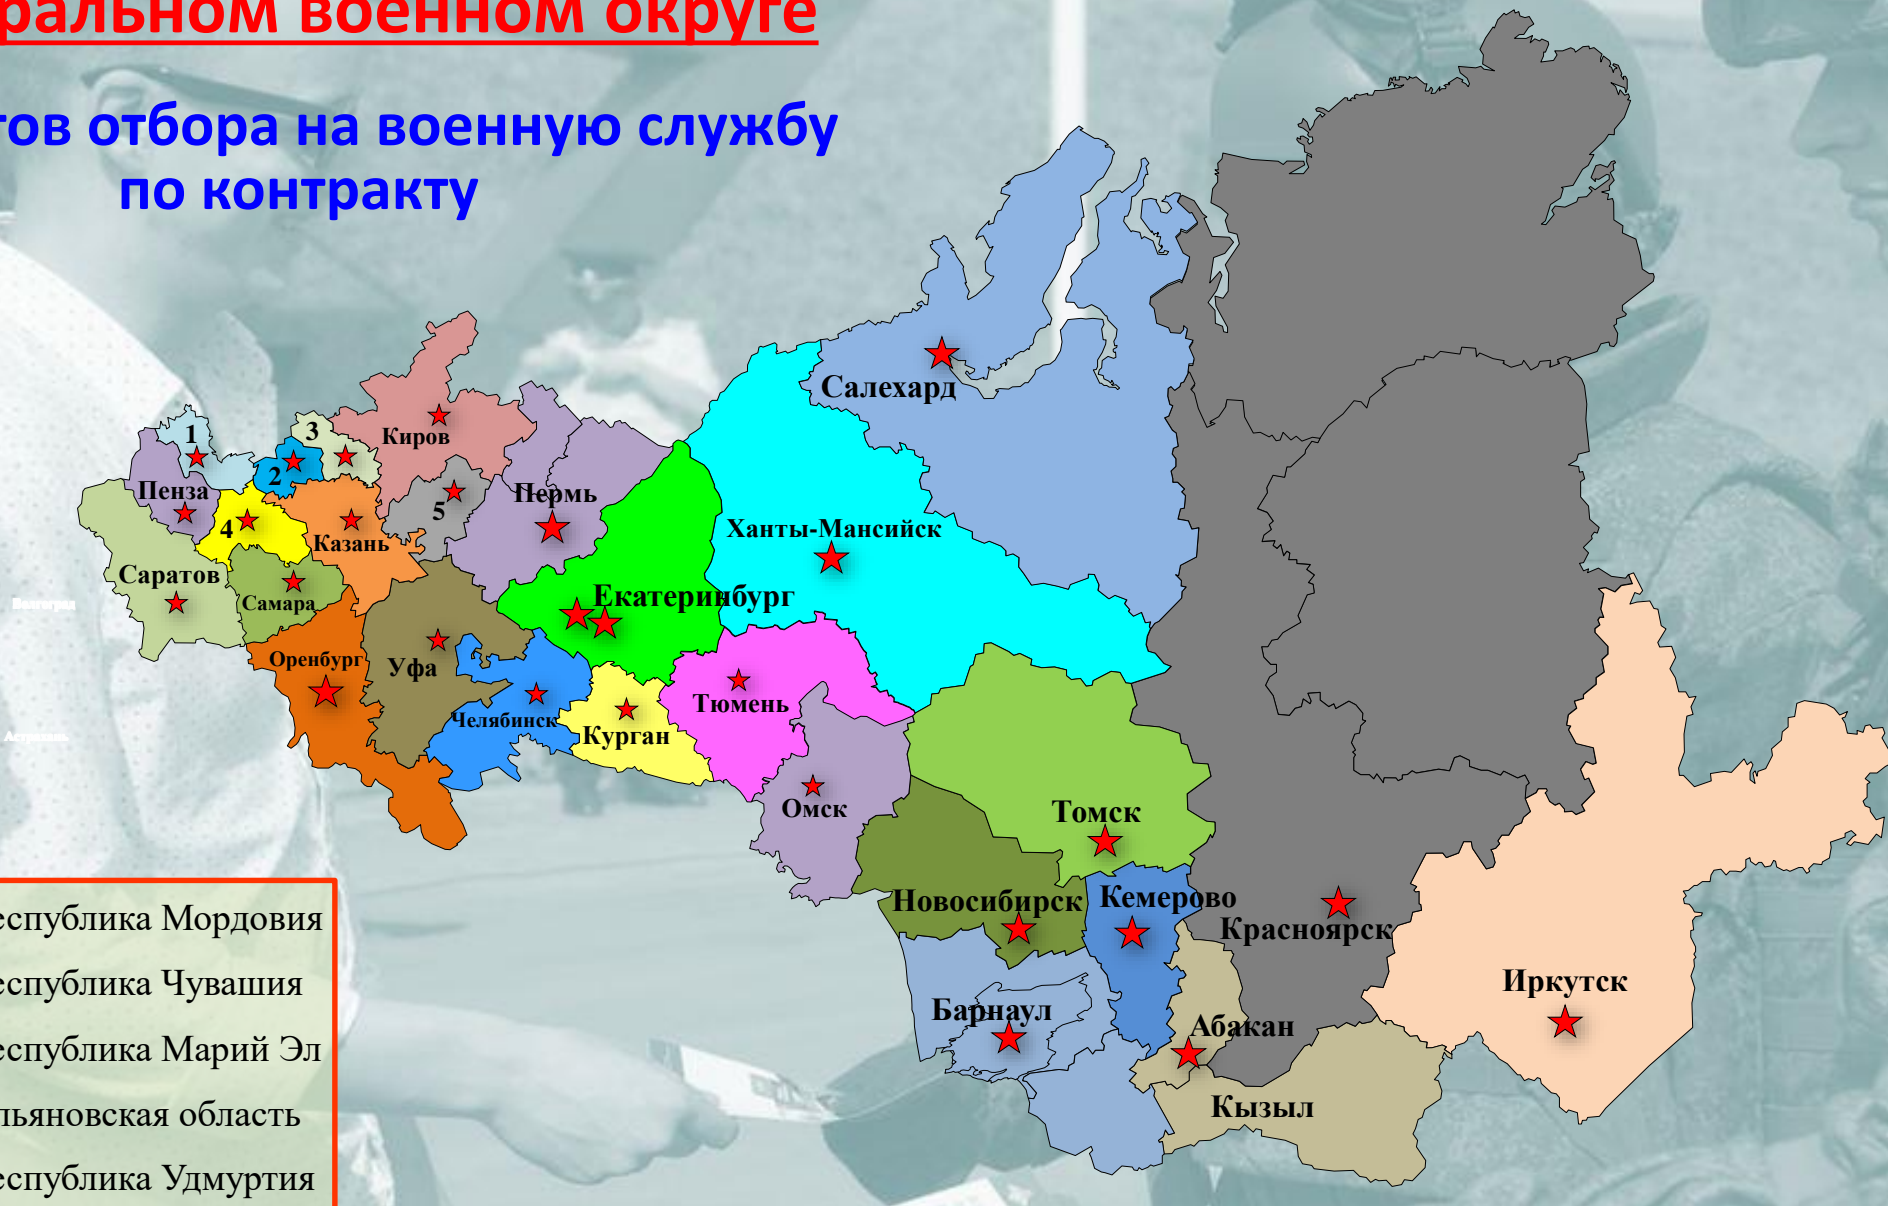 ральном военном округе
тов отбора на военную службу
по контракту
Салехард
Киров
1
3
2
Пенза
5
Пермь
4
Казань
Ханты-Мансийск
Саратов
Самара
Екатеринбург
Волгоград
Оренбург
Уфа
Тюмень
Челябинск
Курган
Астрахань
Омск
Томск
Новосибирск
Кемерово
Красноярск
Иркутск
Барнаул
Абакан
Кызыл
еспублика Мордовия
еспублика Чувашия
еспублика Марий Эл
льяновская область
еспублика Удмуртия